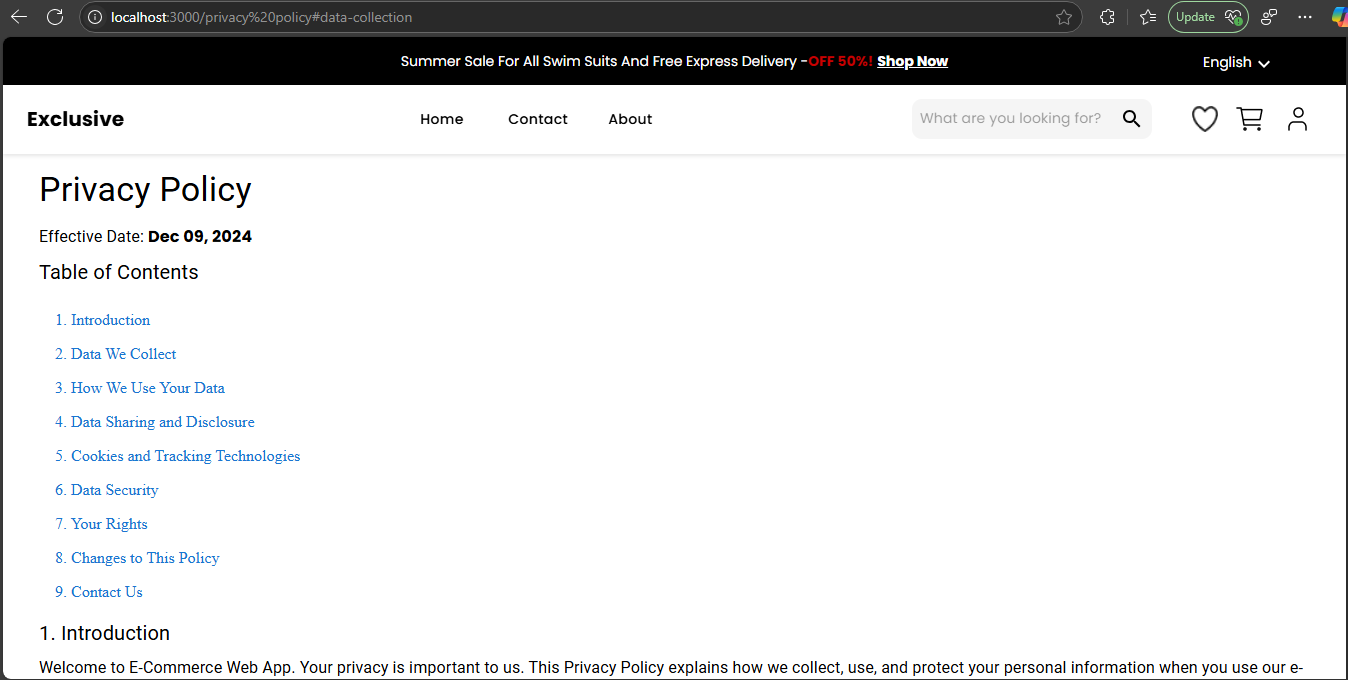 localhost:3000/privacy%20policy#data-collection
Update
Summer Sale For All Swim Suits And Free Express Delivery -OFF 50%! Shop Now
English
Exclusive
Home
Contact
About
What are you looking for?
Privacy Policy
Effective Date: Dec 09, 2024
Table of Contents
1. Introduction
2. Data We Collect
3. How We Use Your Data
4. Data Sharing and Disclosure
5. Cookies and Tracking Technologies
6. Data Security
7. Your Rights
8. Changes to This Policy
9. Contact Us
1. Introduction
Welcome to E-Commerce Web App. Your privacy is important to us. This Privacy Policy explains how we collect, use, and protect your personal information when you use our e-